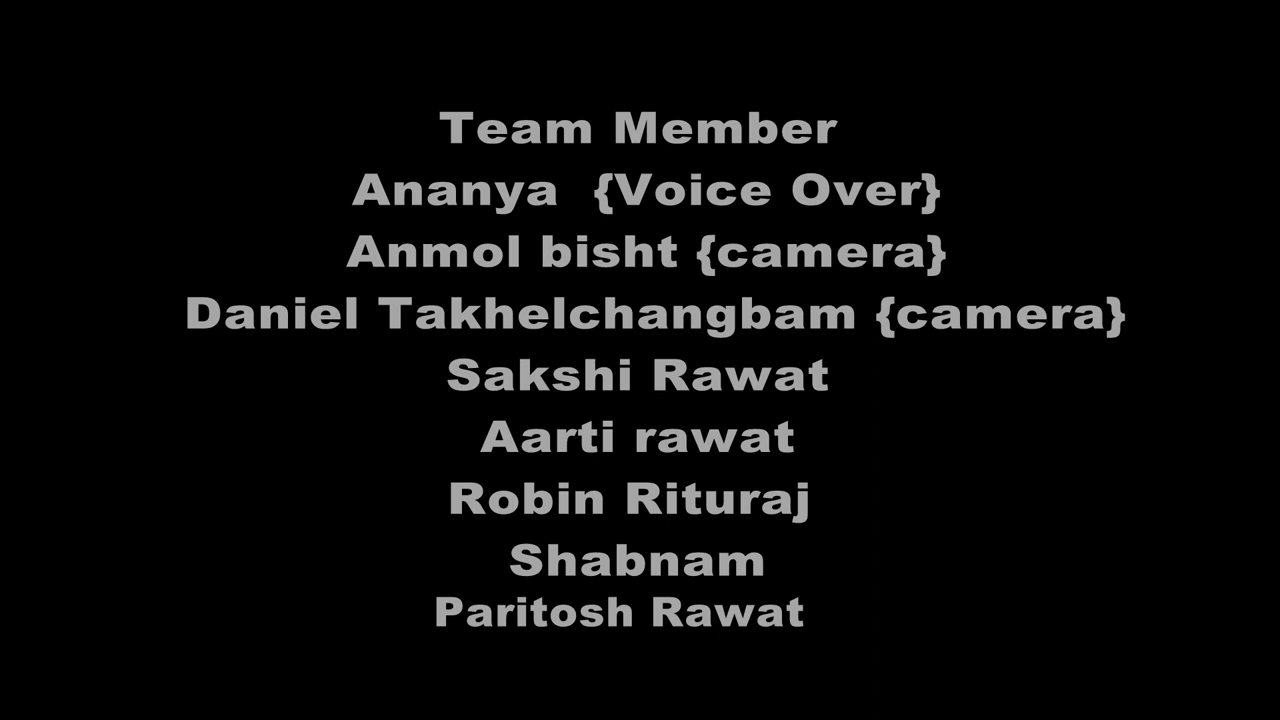 Team Member
Ananya  {Voice Over}
Anmol bisht {camera}
Daniel Takhelchangbam {camera}
Sakshi Rawat
Aarti rawat
Robin Rituraj
Shabnam
Paritosh Rawat